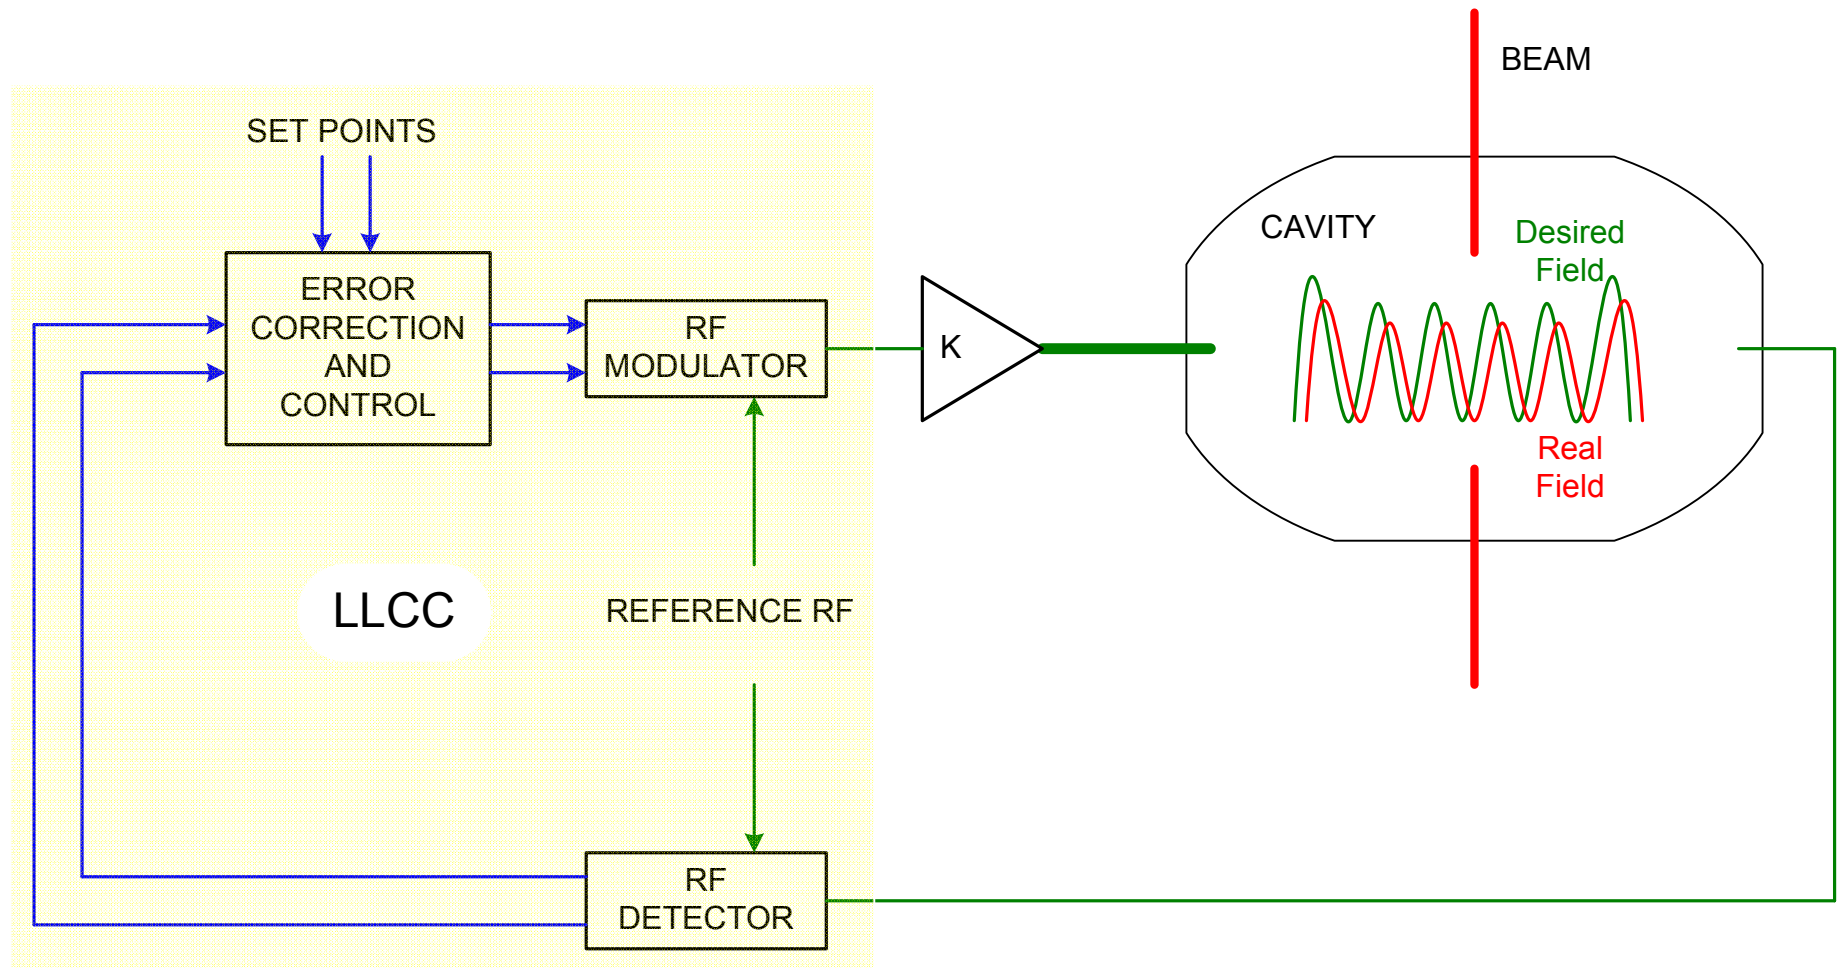 BEAM
SET POINTS
CAVITY
Desired
Field
ERROR
CORRECTION
AND
CONTROL
RF
MODULATOR
K
Real
Field
LLCC
REFERENCE RF
RF
DETECTOR